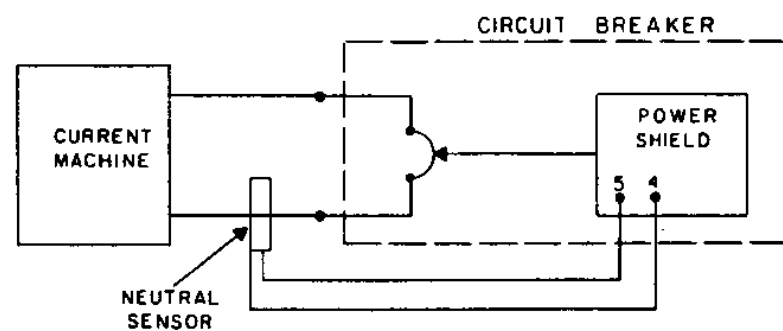 CIRCUIT BREAKER
CURRENT
MACHINE
POWER
SHIELD
5 4
NEUTRAL
SENSOR